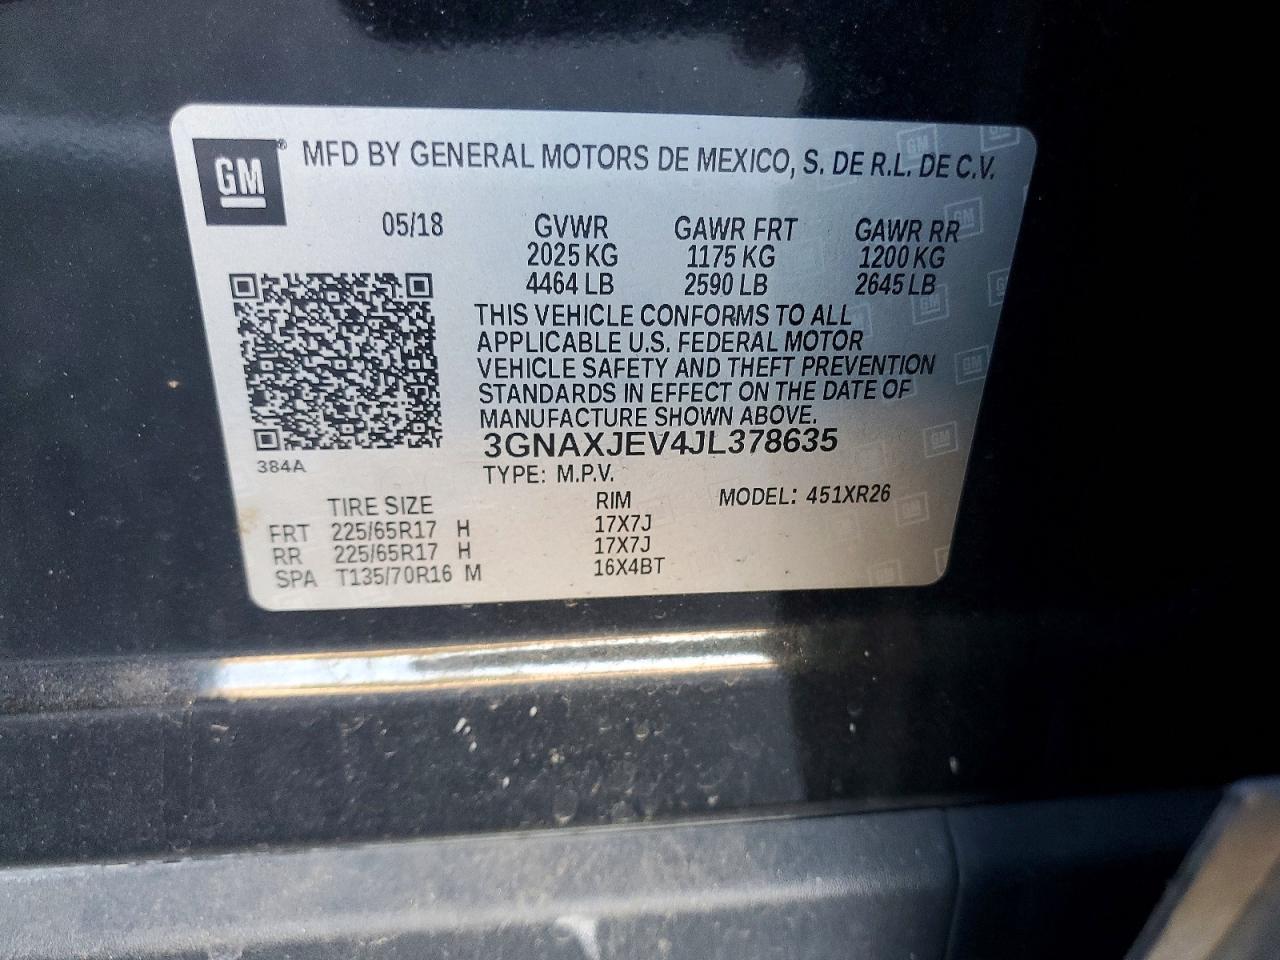 GM® MFD BY GENERAL MOTORS DE MEXICO, S. DE R.L. DE C.V.
05/18 GVWR GAWR FRT GAWR RR
2025 KG 1175 KG 1200 KG
4464 LB 2590 LB 2645 LB
THIS VEHICLE CONFORMS TO ALL
APPLICABLE U.S. FEDERAL MOTOR
VEHICLE SAFETY AND THEFT PREVENTION
STANDARDS IN EFFECT ON THE DATE OF
MANUFACTURE SHOWN ABOVE.
3GNAXJEV4JL378635
384A
TYPE: M.P.V.
TIRE SIZE RIM MODEL: 451XR26
FRT 225/65R17 H 17X7J
RR 225/65R17 H 17X7J
SPA T135/70R16 M 16X4BT